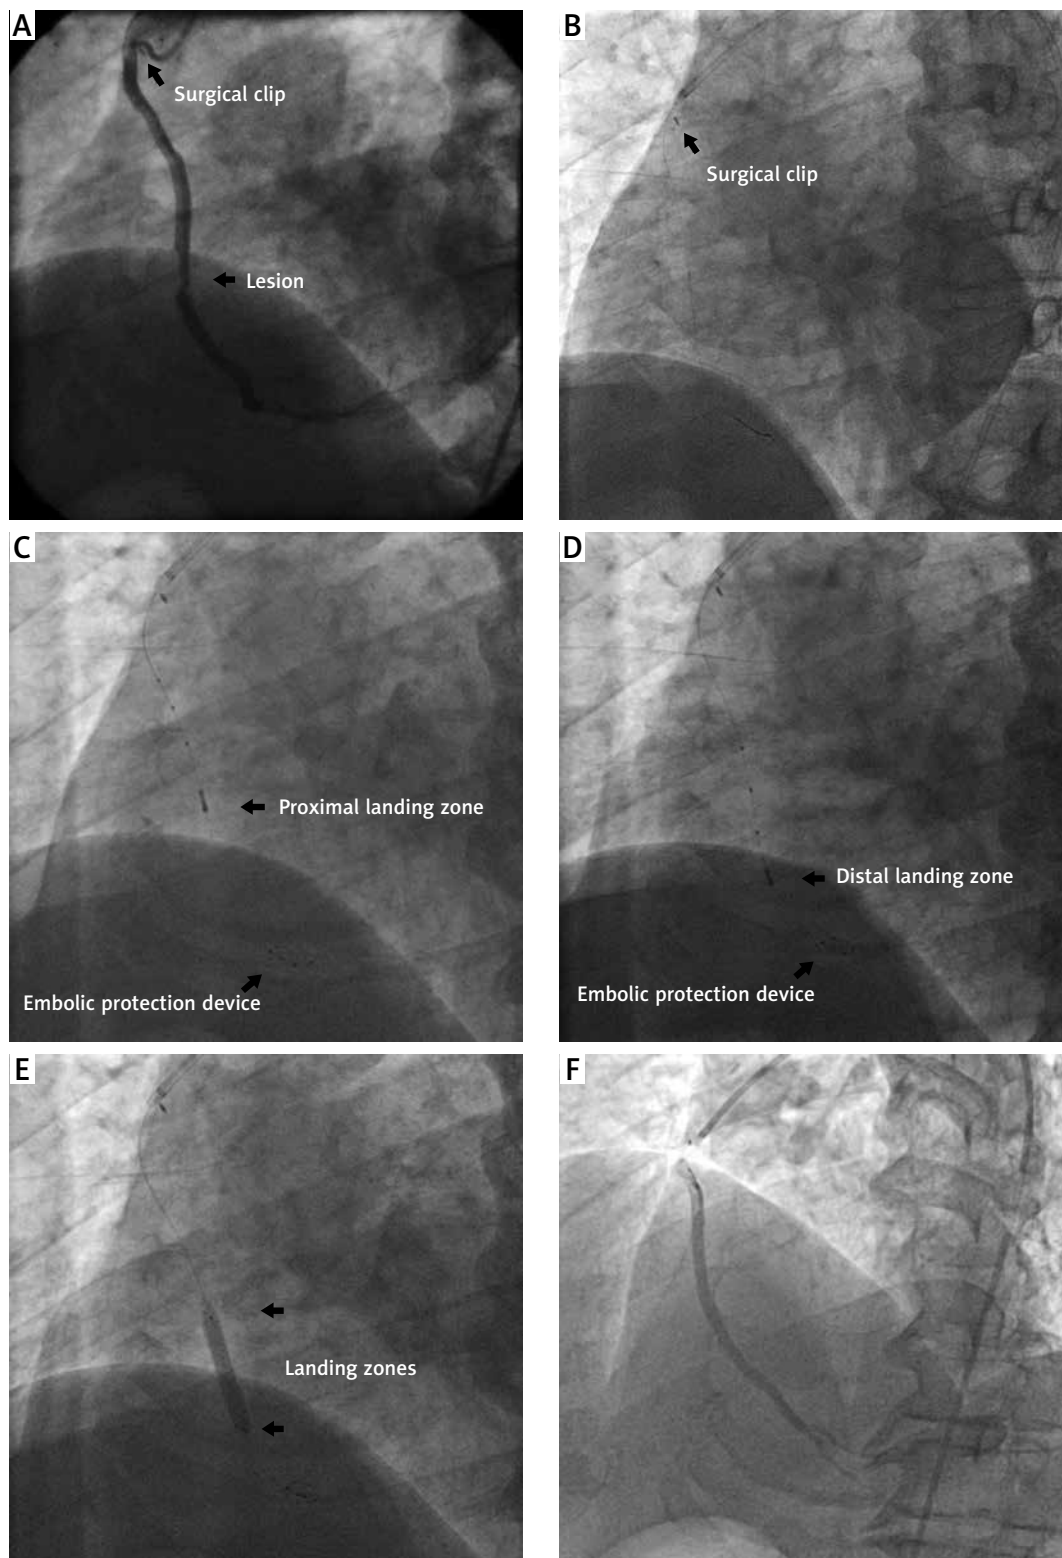 A
Surgical clip
Lesion
B
Surgical clip
C
Proximal landing zone
Embolic protection device
D
Distal landing zone
Embolic protection device
E
Landing zones
F